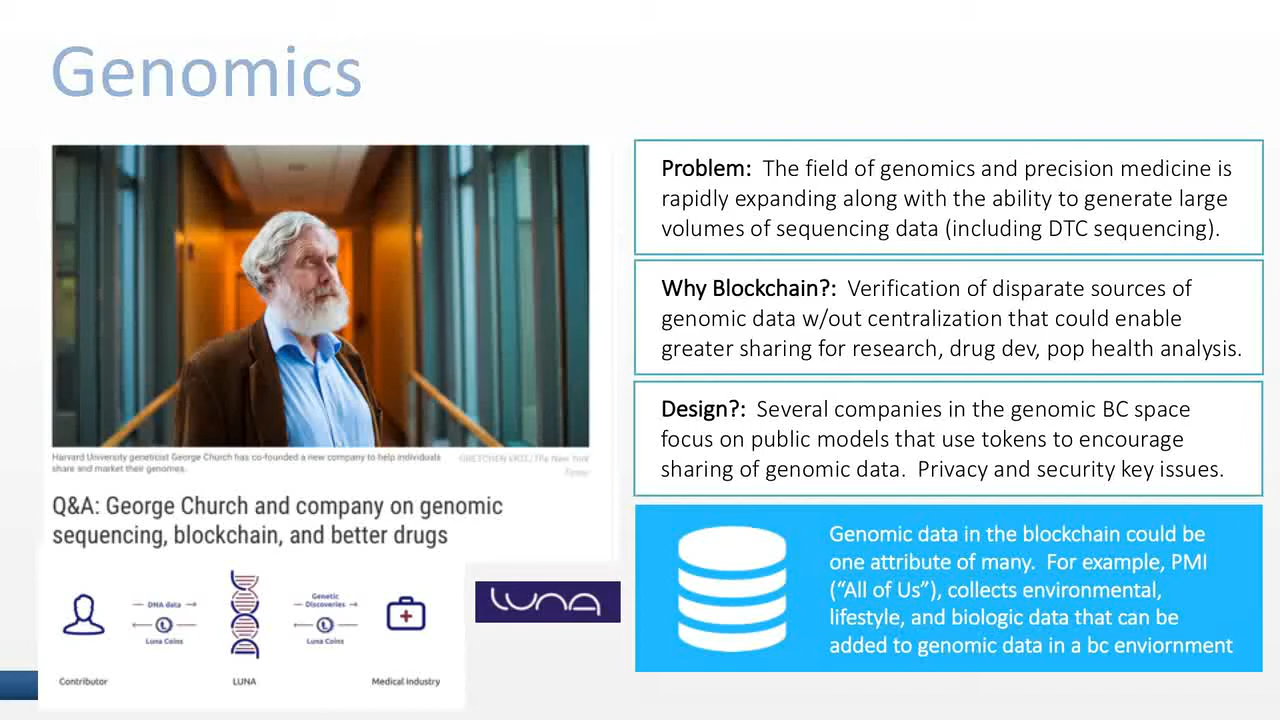 Genomics
Harvard University geneticist George Church has co-founded a new company to help individuals
share and market their genomes.
Q&A: George Church and company on genomic
sequencing, blockchain, and better drugs
DNA data
Luna Coins
Genetic
Discoveries
Luna Coins
Contributor
LUNA
Medical Industry
LUNA
Problem: The field of genomics and precision medicine is
rapidly expanding along with the ability to generate large
volumes of sequencing data (including DTC sequencing).
Why Blockchain?: Verification of disparate sources of
genomic data w/out centralization that could enable
greater sharing for research, drug dev, pop health analysis.
Design?: Several companies in the genomic BC space
focus on public models that use tokens to encourage
sharing of genomic data. Privacy and security key issues.
Genomic data in the blockchain could be
one attribute of many. For example, PMI
(“All of Us”), collects environmental,
lifestyle, and biologic data that can be
added to genomic data in a bc enviornment